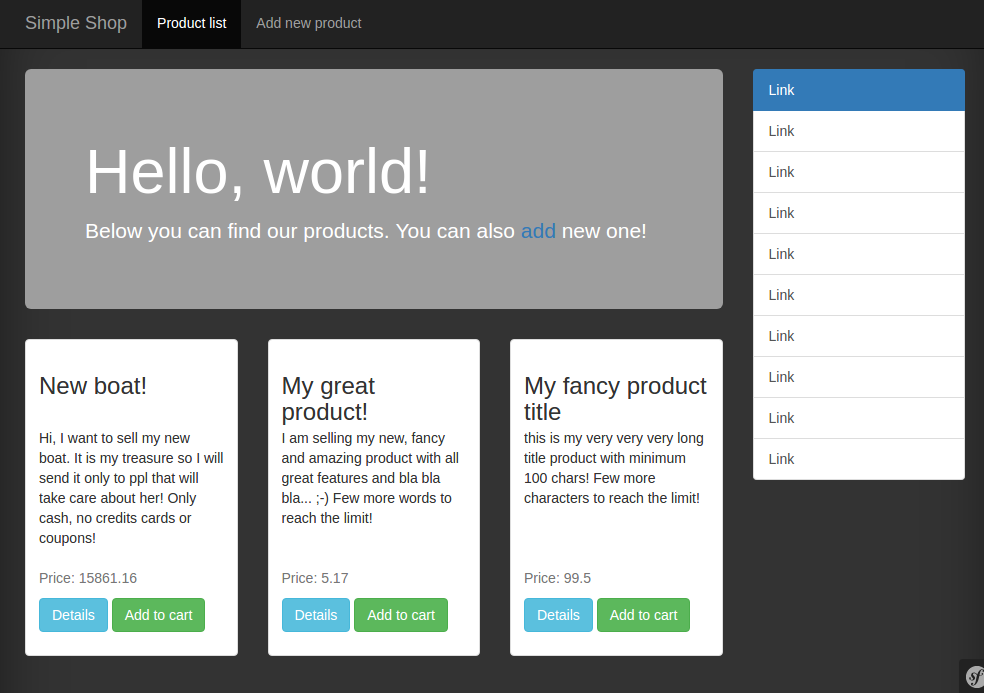 Simple Shop Product list Add new product
Hello, world!
Below you can find our products. You can also add new one!
New boat!
Hi, I want to sell my new
boat. It is my treasure so I will
send it only to ppl that will
take care about her! Only
cash, no credits cards or
coupons!
Price: 15861.16
Details Add to cart
My great
product!
I am selling my new, fancy
and amazing product with all
great features and bla bla
bla... ;-) Few more words to
reach the limit!
Price: 5.17
Details Add to cart
My fancy product
title
this is my very very very long
title product with minimum
100 chars! Few more
characters to reach the limit!
Price: 99.5
Details Add to cart
Link
Link
Link
Link
Link
Link
Link
Link
Link
Link
sf